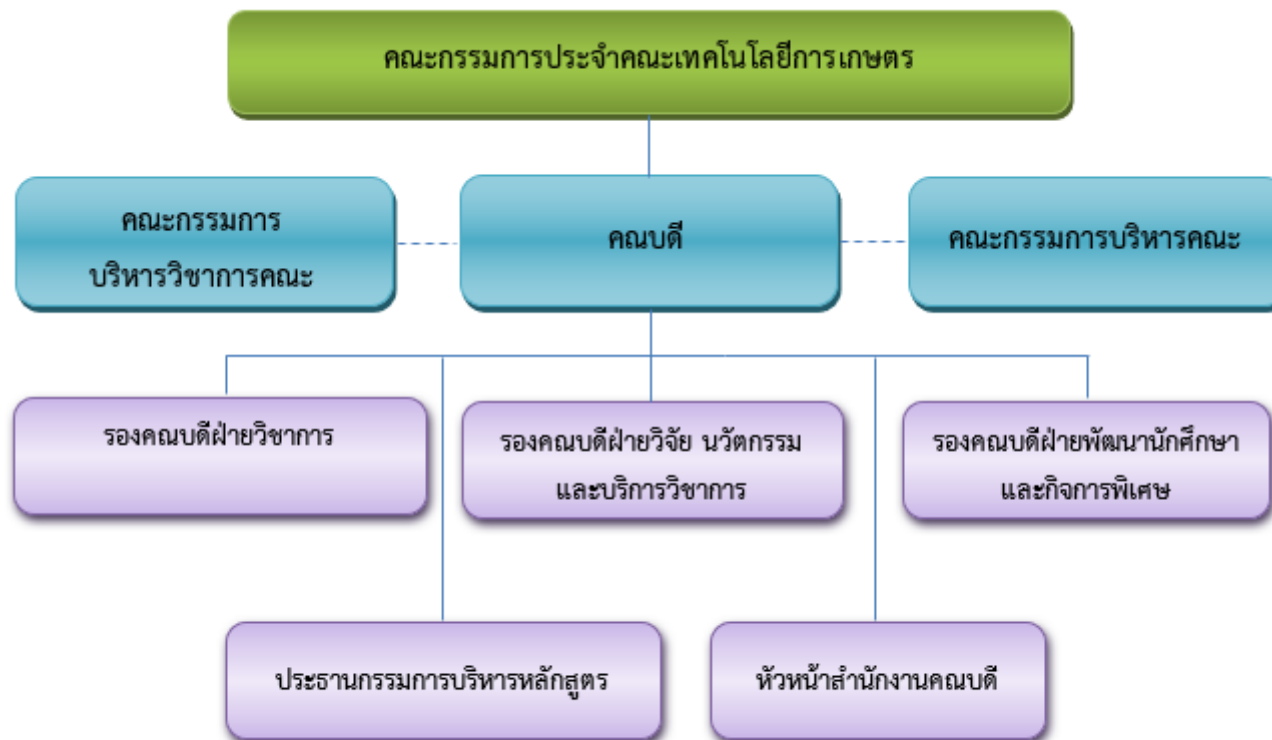 คณะกรรมการประจำคณะเทคโนโลยีการเกษตร
คณะกรรมการ
บริหารวิชาการคณะ
คณบดี
คณะกรรมการบริหารคณะ
รองคณบดีฝ่ายวิชาการ
รองคณบดีฝ่ายวิจัย นวัตกรรม
และบริการวิชาการ
รองคณบดีฝ่ายพัฒนานักศึกษา
และกิจการพิเศษ
ประธานกรรมการบริหารหลักสูตร
หัวหน้าสำนักงานคณบดี